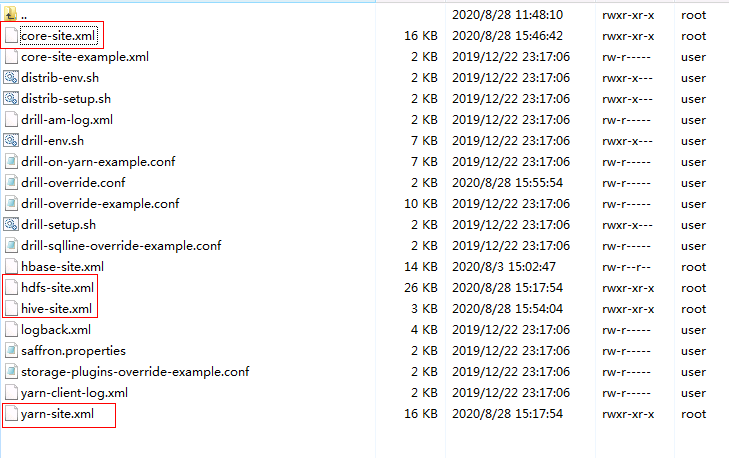 .. 2020/8/28 11:48:10 rwxr-xr-x root
core-site.xml 16 KB 2020/8/28 15:46:42 rwxr-xr-x root
core-site-example.xml 2 KB 2019/12/22 23:17:06 rw-r----- user
distrib-env.sh 2 KB 2019/12/22 23:17:06 rwxr-x--- user
distrib-setup.sh 2 KB 2019/12/22 23:17:06 rwxr-x--- user
drill-am-log.xml 2 KB 2019/12/22 23:17:06 rw-r----- user
drill-env.sh 7 KB 2019/12/22 23:17:06 rwxr-x--- user
drill-on-yarn-example.conf 7 KB 2019/12/22 23:17:06 rw-r----- user
drill-override.conf 2 KB 2020/8/28 15:55:54 rw-r----- user
drill-override-example.conf 10 KB 2019/12/22 23:17:06 rw-r----- user
drill-setup.sh 2 KB 2019/12/22 23:17:06 rwxr-x--- user
drill-sqlline-override-example.conf 2 KB 2019/12/22 23:17:06 rw-r----- user
hbase-site.xml 14 KB 2020/8/3 15:02:47 rw-r--r-- root
hdfs-site.xml 26 KB 2020/8/28 15:17:54 rwxr-xr-x root
hive-site.xml 3 KB 2020/8/28 15:54:04 rwxr-xr-x root
logback.xml 4 KB 2019/12/22 23:17:06 rw-r----- user
saffron.properties 2 KB 2019/12/22 23:17:06 rw-r----- user
storage-plugins-override-example.conf 2 KB 2019/12/22 23:17:06 rw-r----- user
yarn-client-log.xml 2 KB 2019/12/22 23:17:06 rw-r----- user
yarn-site.xml 16 KB 2020/8/28 15:17:54 rwxr-xr-x root